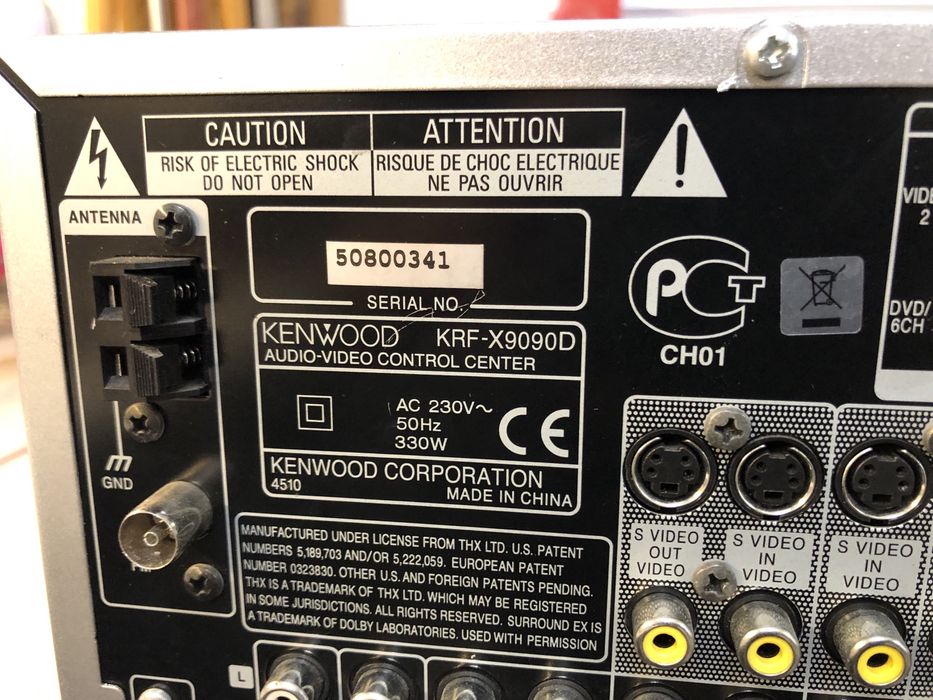 CAUTION
RISK OF ELECTRIC SHOCK
DO NOT OPEN
ATTENTION
RISQUE DE CHOC ELECTRIQUE
NE PAS OUVRIR
ANTENNA
GND
50800341
SERIAL NO.
KENWOOD KRF-X9090D
AUDIO-VIDEO CONTROL CENTER
AC 230V~
50Hz
330W
CE
KENWOOD CORPORATION
4510 MADE IN CHINA
PCT
CH01
MANUFACTURED UNDER LICENSE FROM THX LTD. U.S. PATENT
NUMBERS 5,189,703 AND/OR 5,222,059. EUROPEAN PATENT
NUMBER 0323830. OTHER U.S. AND FOREIGN PATENTS PENDING.
THX IS A TRADEMARK OF THX LTD. WHICH MAY BE REGISTERED
IN SOME JURISDICTIONS. ALL RIGHTS RESERVED. SURROUND EX IS
A TRADEMARK OF DOLBY LABORATORIES. USED WITH PERMISSION
L
2
DVD/
6CH
S VIDEO
OUT
VIDEO
S VIDEO
IN
VIDEO
S VIDEO
IN
VIDEO